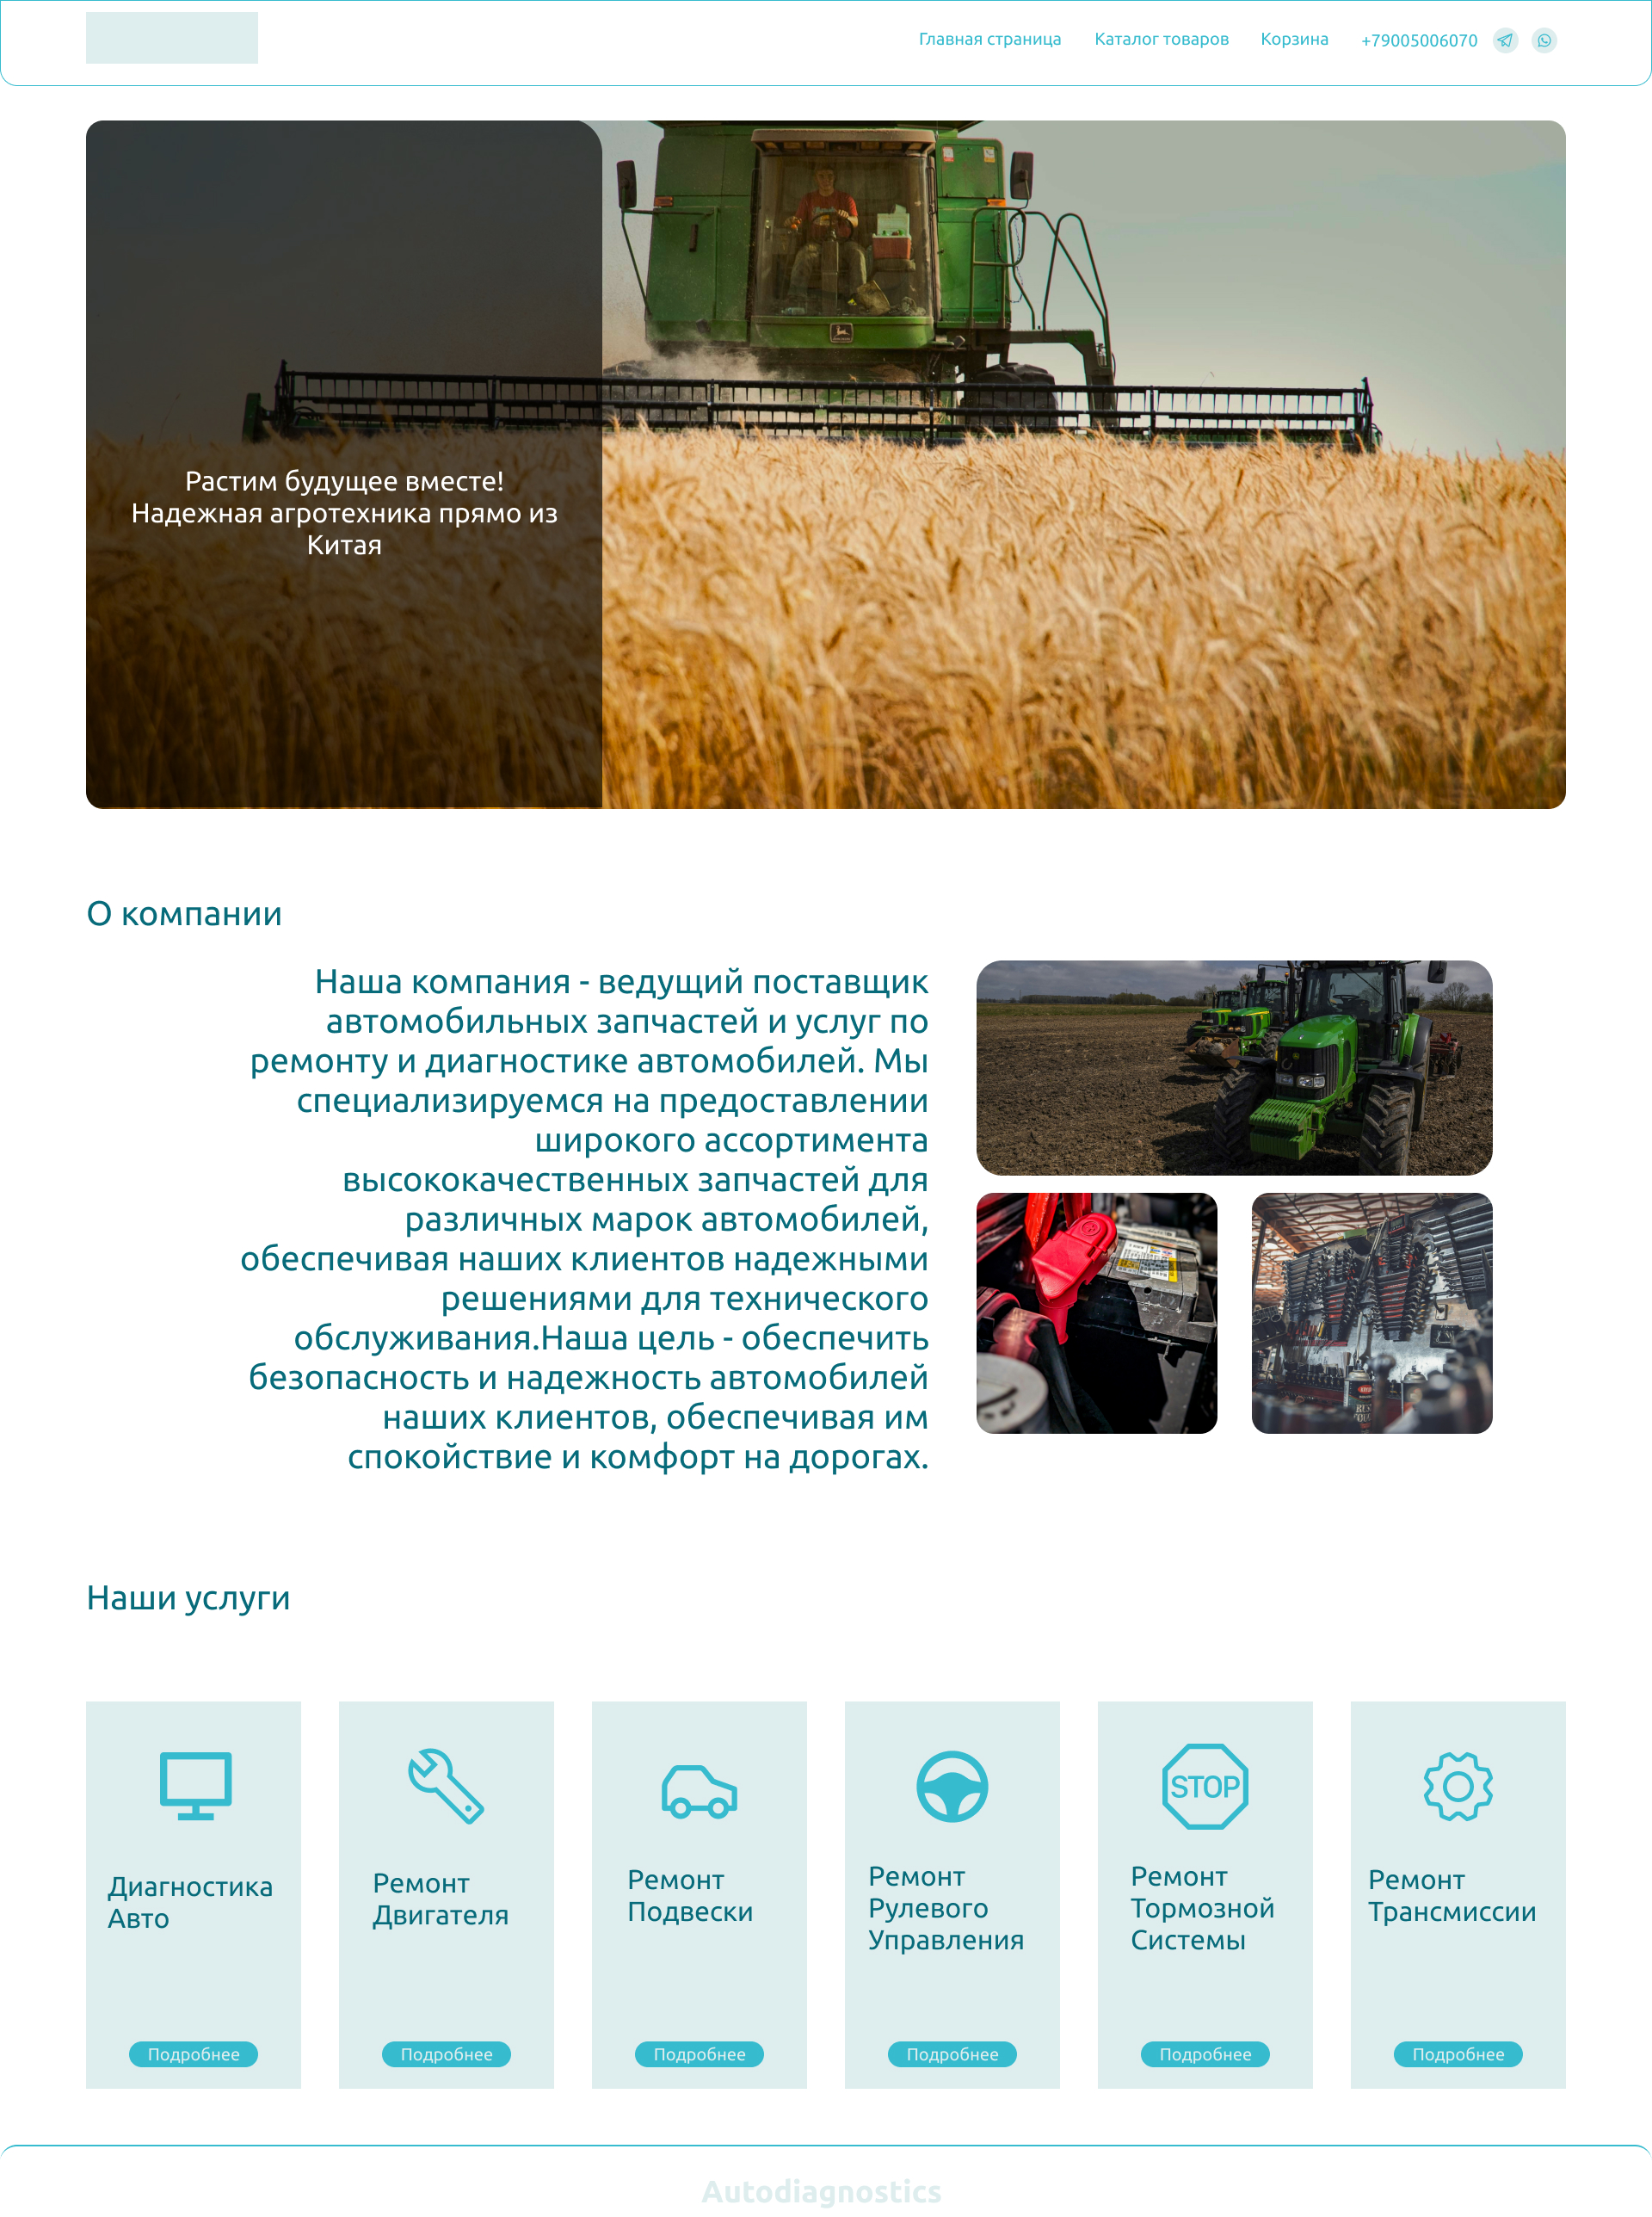 Главная страница
Каталог товаров
Корзина
+79005006070
Растим будущее вместе!
Надежная агротехника прямо из
Китая
О компании
Наша компания - ведущий поставщик
автомобильных запчастей и услуг по
ремонту и диагностике автомобилей. Мы
специализируемся на предоставлении
широкого ассортимента
высококачественных запчастей для
различных марок автомобилей,
обеспечивая наших клиентов надежными
решениями для технического
обслуживания.Наша цель - обеспечить
безопасность и надежность автомобилей
наших клиентов, обеспечивая им
спокойствие и комфорт на дорогах.
Наши услуги
Диагностика
Авто
Подробнее
Ремонт
Двигателя
Подробнее
Ремонт
Подвески
Подробнее
Ремонт
Рулевого
Управления
Подробнее
STOP
Ремонт
Тормозной
Системы
Подробнее
Ремонт
Трансмиссии
Подробнее
Autodiagnostics